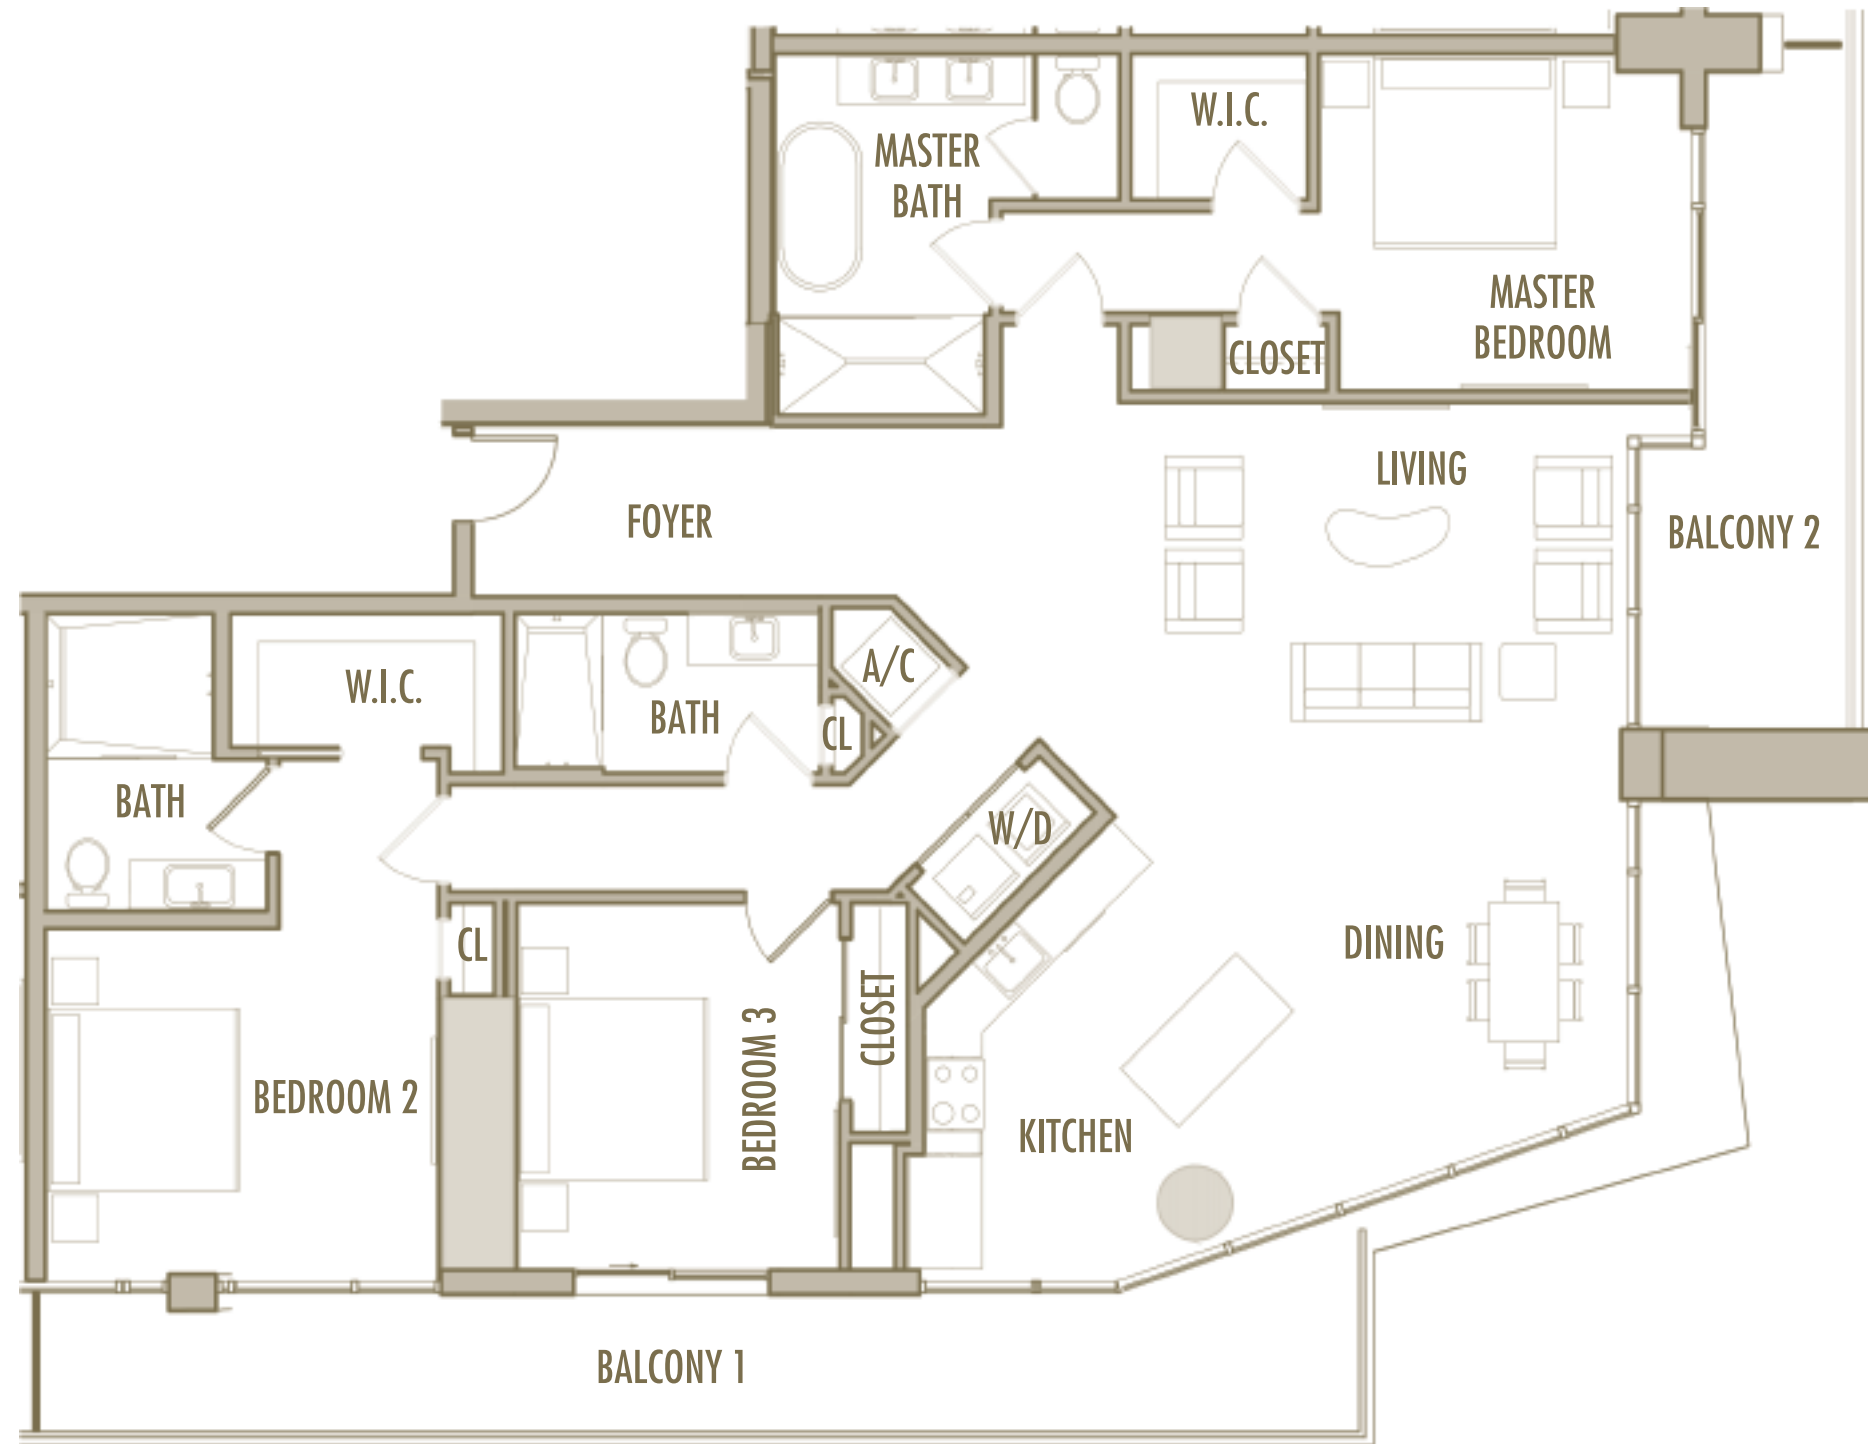 W.I.C.
MASTER
BATH
MASTER
BEDROOM
CLOSET
LIVING
FOYER
BALCONY 2
W.I.C.
A/C
BATH
CL
BATH
W/D
CL
DINING
CLOSET
BEDROOM 2
BEDROOM 3
KITCHEN
BALCONY 1